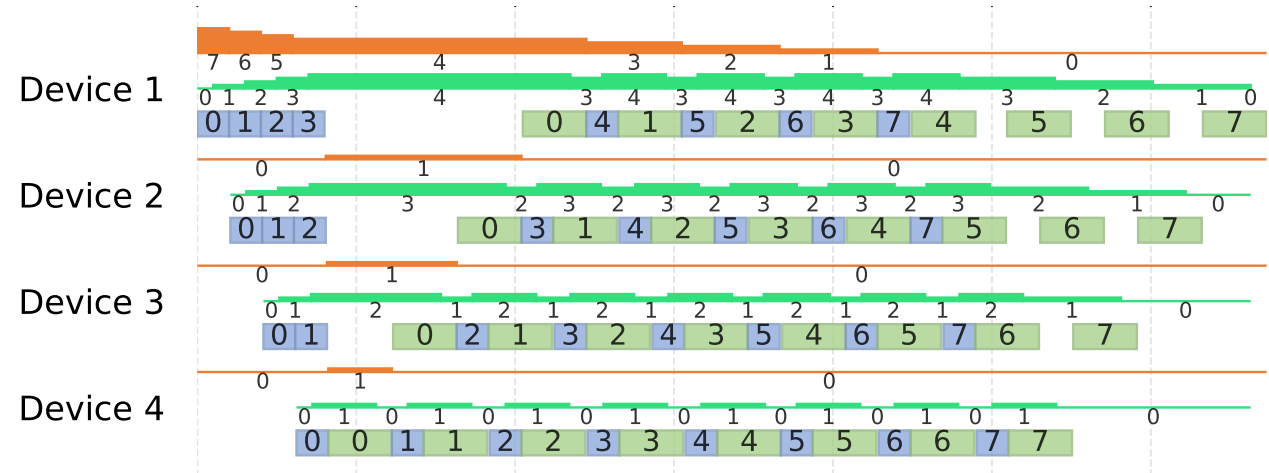 7 6 5 4 3 2 1 0
Device 1
0 1 2 3 4 3 4 3 4 3 4 3 4 3 2 1 0
0 1 2 3 0 4 1 5 2 6 3 7 4 5 6 7
0 1 0
Device 2
0 1 2 3 2 3 2 3 2 3 2 3 2 3 2 1 0
0 1 2 0 3 1 4 2 5 3 6 4 7 5 6 7
0 1 0
Device 3
0 1 2 1 2 1 2 1 2 1 2 1 2 1 2 1 0
0 1 0 2 1 3 2 4 3 5 4 6 5 7 6 7
0 1 0
Device 4
0 1 0 1 0 1 0 1 0 1 0 1 0 1 0 1 0
0 0 1 1 2 2 3 3 4 4 5 5 6 6 7 7